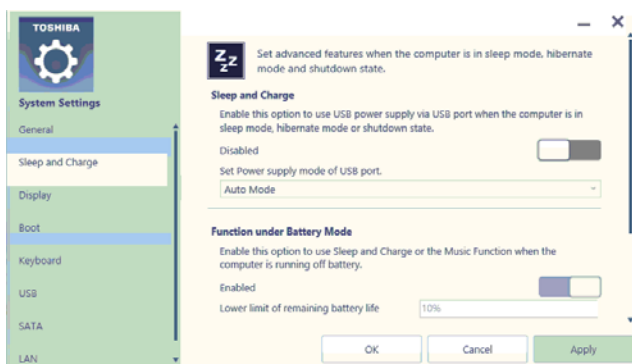 TOSHIBA
System Settings
General
Sleep and Charge
Display
Boot
Keyboard
USB
SATA
LAN
Set advanced features when the computer is in sleep mode, hibernate
mode and shutdown state.
Sleep and Charge
Enable this option to use USB power supply via USB port when the computer is in
sleep mode, hibernate mode or shutdown state.
Disabled
Set Power supply mode of USB port.
Auto Mode
Function under Battery Mode
Enable this option to use Sleep and Charge or the Music Function when the
computer is running off battery.
Enabled
Lower limit of remaining battery life
10%
OK
Cancel
Apply